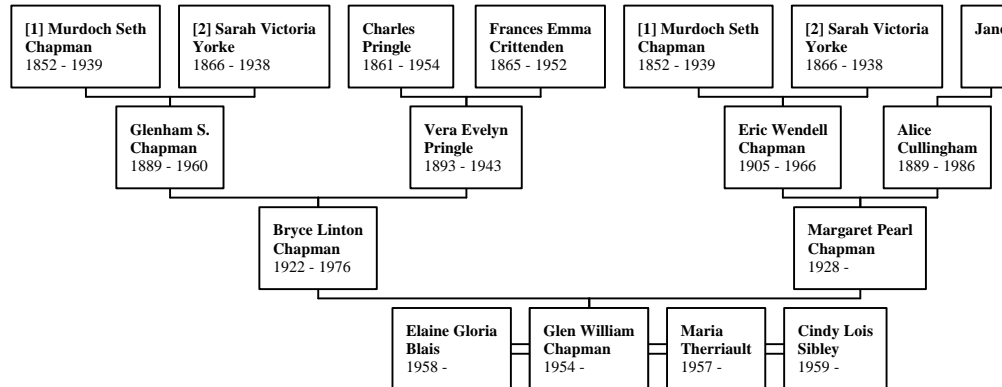 [1] Murdoch Seth
Chapman
1852 - 1939
[2] Sarah Victoria
Yorke
1866 - 1938
Charles
Pringle
1861 - 1954
Frances Emma
Crittenden
1865 - 1952
[1] Murdoch Seth
Chapman
1852 - 1939
[2] Sarah Victoria
Yorke
1866 - 1938
Glenham S.
Chapman
1889 - 1960
Vera Evelyn
Pringle
1893 - 1943
Eric Wendell
Chapman
1905 - 1966
Alice
Cullingham
1889 - 1986
Bryce Linton
Chapman
1922 - 1976
Margaret Pearl
Chapman
1928 -
Elaine Gloria
Blais
1958 -
Glen William
Chapman
1954 -
Maria
Therriault
1957 -
Cindy Lois
Sibley
1959 -